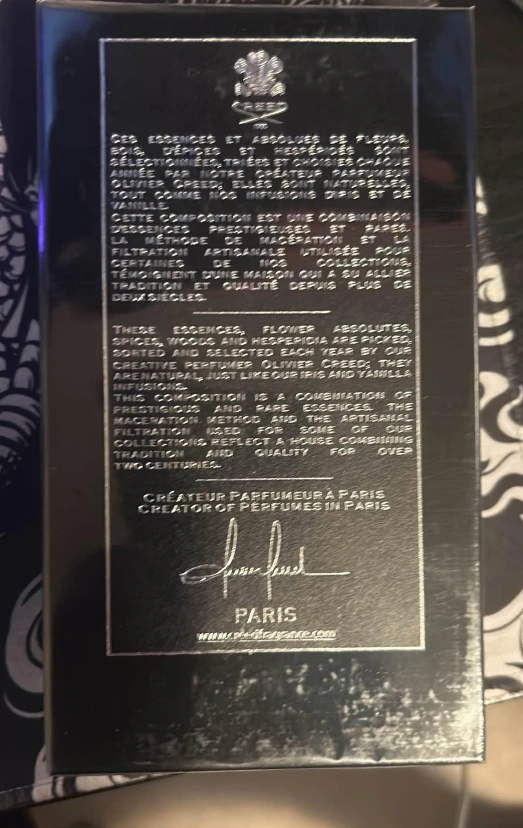 CREED
CES ESSENCES ET ABSOLUES DE FLEURS,
BOIS, D'ÉPICES ET HESPÉRIDÉS SONT
SÉLECTIONNÉES, TRIÉES ET CHOISIES CHAQUE
ANNÉE PAR NOTRE CRÉATEUR PARFUMEUR
OLIVIER CREED; ELLES SONT NATURELLES,
TOUT COMME NOS INFUSIONS D'IRIS ET DE
VANILLE.
CETTE COMPOSITION EST UNE COMBINAISON
D'ESSENCES PRESTIGIEUSES ET RARES.
LA MÉTHODE DE MACÉRATION ET LA
FILTRATION ARTISANALE UTILISÉE POUR
CERTAINES DE NOS COLLECTIONS,
TÉMOIGNENT D'UNE MAISON QUI A SU ALLIER
TRADITION ET QUALITÉ DEPUIS PLUS DE
DEUX SIÈCLES.
THESE ESSENCES, FLOWER ABSOLUTES,
SPICES, WOODS AND HESPERIDIA ARE PICKED,
SORTED AND SELECTED EACH YEAR BY OUR
CREATIVE PERFUMER OLIVIER CREED; THEY
ARE NATURAL, JUST LIKE OUR IRIS AND VANILLA
INFUSIONS.
THIS COMPOSITION IS A COMBINATION OF
PRESTIGIOUS AND RARE ESSENCES. THE
MACERATION METHOD AND THE ARTISANAL
FILTRATION USED FOR SOME OF OUR
COLLECTIONS REFLECT A HOUSE COMBINING
TRADITION AND QUALITY FOR OVER
TWO CENTURIES.
CRÉATEUR PARFUMEUR À PARIS
CREATOR OF PERFUMES IN PARIS
PARIS
www.creedfragrance.com